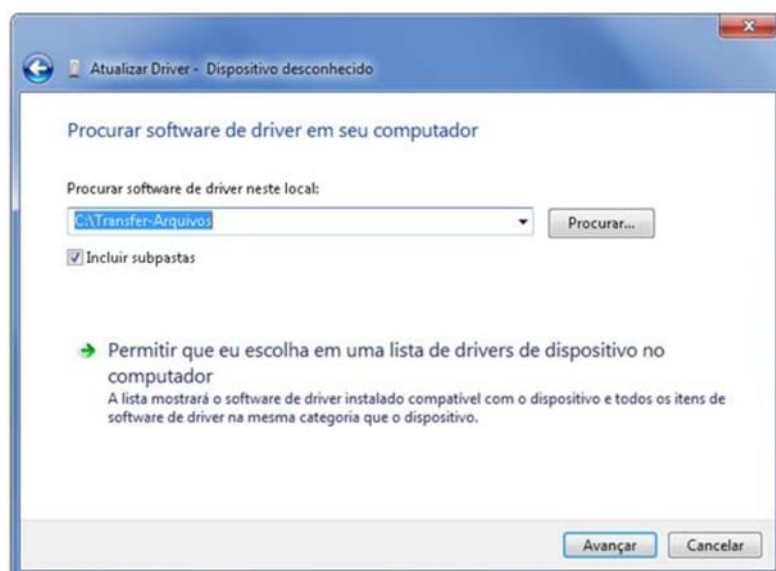 Atualizar Driver - Dispositivo desconhecido
Procurar software de driver em seu computador
Procurar software de driver neste local:
C:\Transfer-Arquivos
Procurar...
Incluir subpastas
Permitir que eu escolha em uma lista de drivers de dispositivo no
computador
A lista mostrará o software de driver instalado compatível com o dispositivo e todos os itens de
software de driver na mesma categoria que o dispositivo.
Avançar
Cancelar